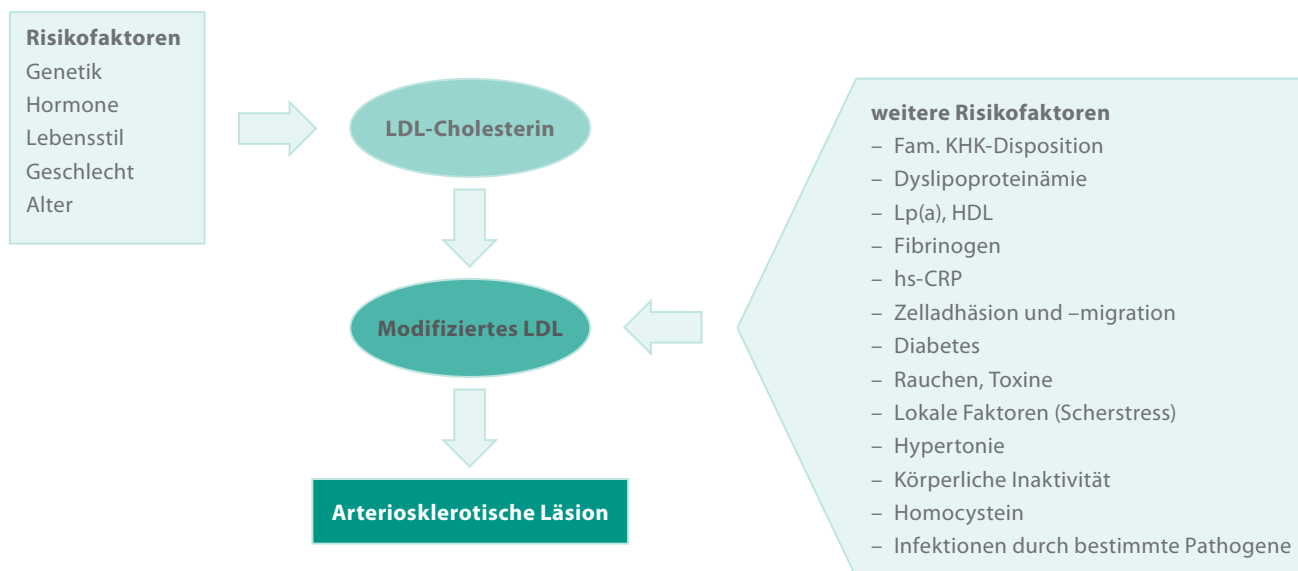 Risikofaktoren
Genetik
Hormone
Lebensstil
Geschlecht
Alter
LDL-Cholesterin
Modifiziertes LDL
Arteriosklerotische Läsion
weitere Risikofaktoren
– Fam. KHK-Disposition
– Dyslipoproteinämie
– Lp(a), HDL
– Fibrinogen
– hs-CRP
– Zelladhäsion und –migration
– Diabetes
– Rauchen, Toxine
– Lokale Faktoren (Scherstress)
– Hypertonie
– Körperliche Inaktivität
– Homocystein
– Infektionen durch bestimmte Pathogene